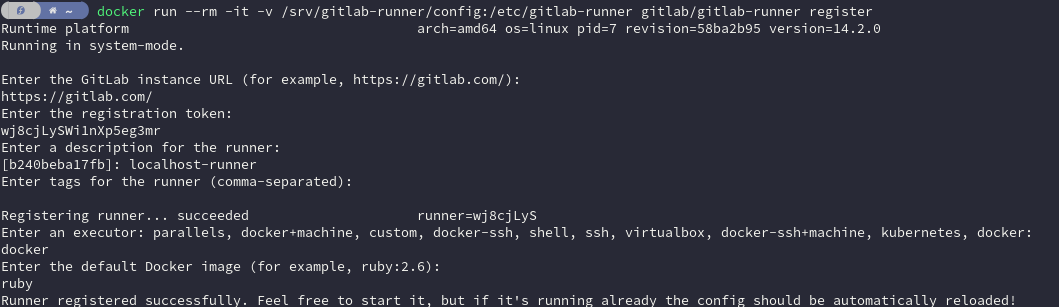 ~ docker run --rm -it -v /srv/gitlab-runner/config:/etc/gitlab-runner gitlab/gitlab-runner register
Runtime platform                                    arch=amd64 os=linux pid=7 revision=58ba2b95 version=14.2.0
Running in system-mode.
Enter the GitLab instance URL (for example, https://gitlab.com/):
https://gitlab.com/
Enter the registration token:
wj8cjLySWi1nXp5eg3mr
Enter a description for the runner:
[b240beba17fb]: localhost-runner
Enter tags for the runner (comma-separated):
Registering runner... succeeded                     runner=wj8cjLyS
Enter an executor: parallels, docker+machine, custom, docker-ssh, shell, ssh, virtualbox, docker-ssh+machine, kubernetes, docker:
docker
Enter the default Docker image (for example, ruby:2.6):
ruby
Runner registered successfully. Feel free to start it, but if it's running already the config should be automatically reloaded!